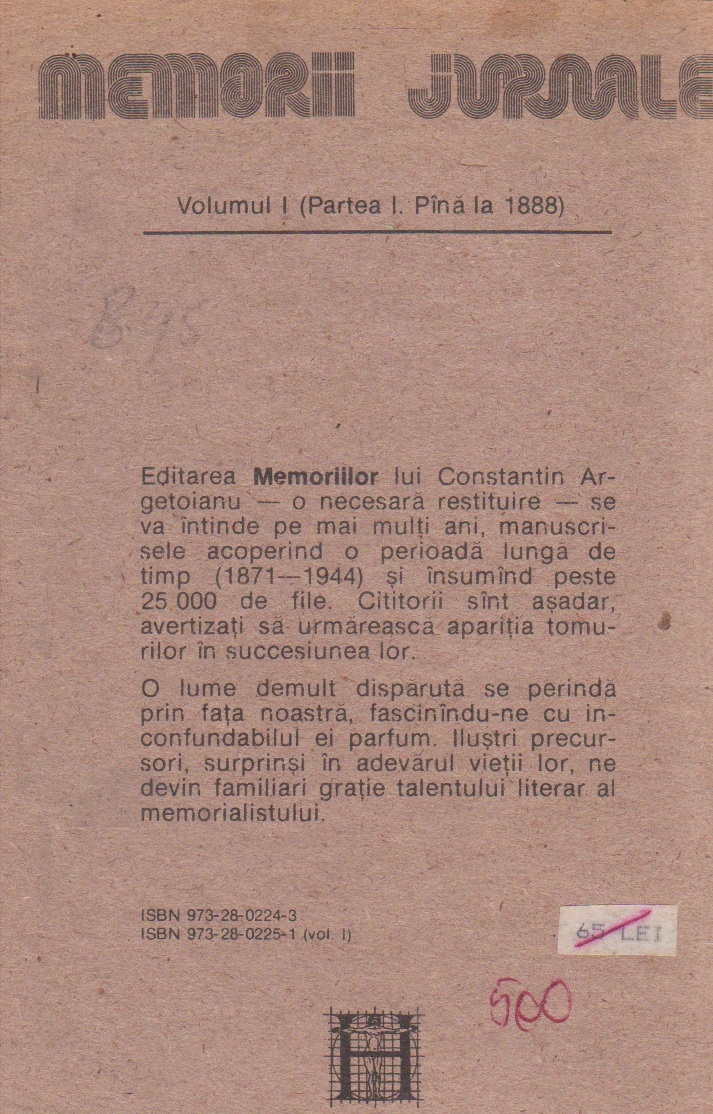 MEMORII JURNALE
Volumul I (Partea I. Pînă la 1888)
B.45
Editarea Memoriilor lui Constantin Ar-
getoianu — o necesară restituire — se
va întinde pe mai mulți ani, manuscri-
sele acoperind o perioadă lungă de
timp (1871—1944) și însumînd peste
25 000 de file. Cititorii sînt așadar,
avertizați să urmărească apariția tomu-
rilor în succesiunea lor.
O lume demult dispărută se perindă
prin fața noastră, fascinîndu-ne cu in-
confundabilul ei parfum. Iluștri precur-
sori, surprinși în adevărul vieții lor, ne
devin familiari grație talentului literar al
memorialistului.
ISBN 973-28-0224-3
ISBN 973-28-0225-1 (vol. I)
65 LEI
500
H